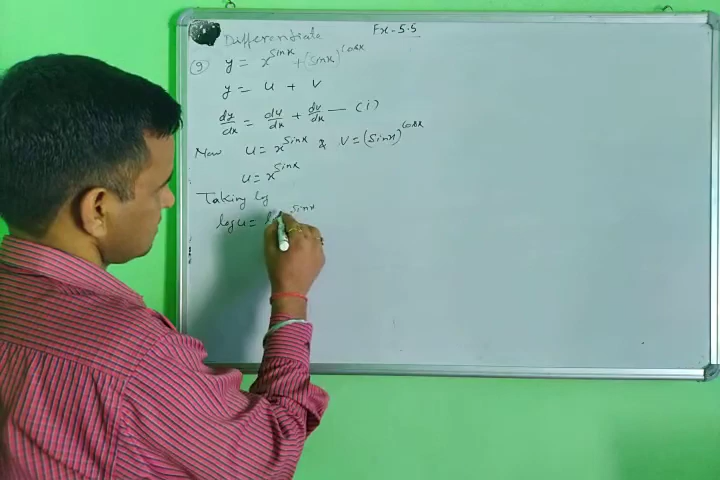 Differentiate Ex-5.5
(9) y = x^sinx + (sinx)^cosx
y = u + v
dy/dx = du/dx + dv/dx — (i)
Now u = x^sinx & v = (sinx)^cosx
u = x^sinx
Taking log
log u = sinx